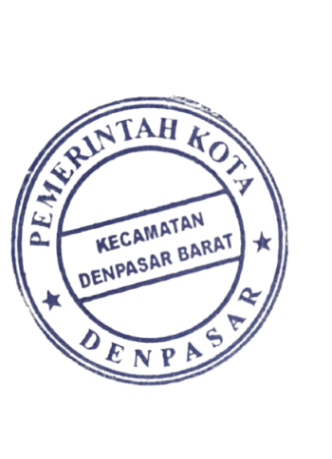 PEMERINTAH KOTA
KECAMATAN
DENPASAR BARAT
DENPASAR